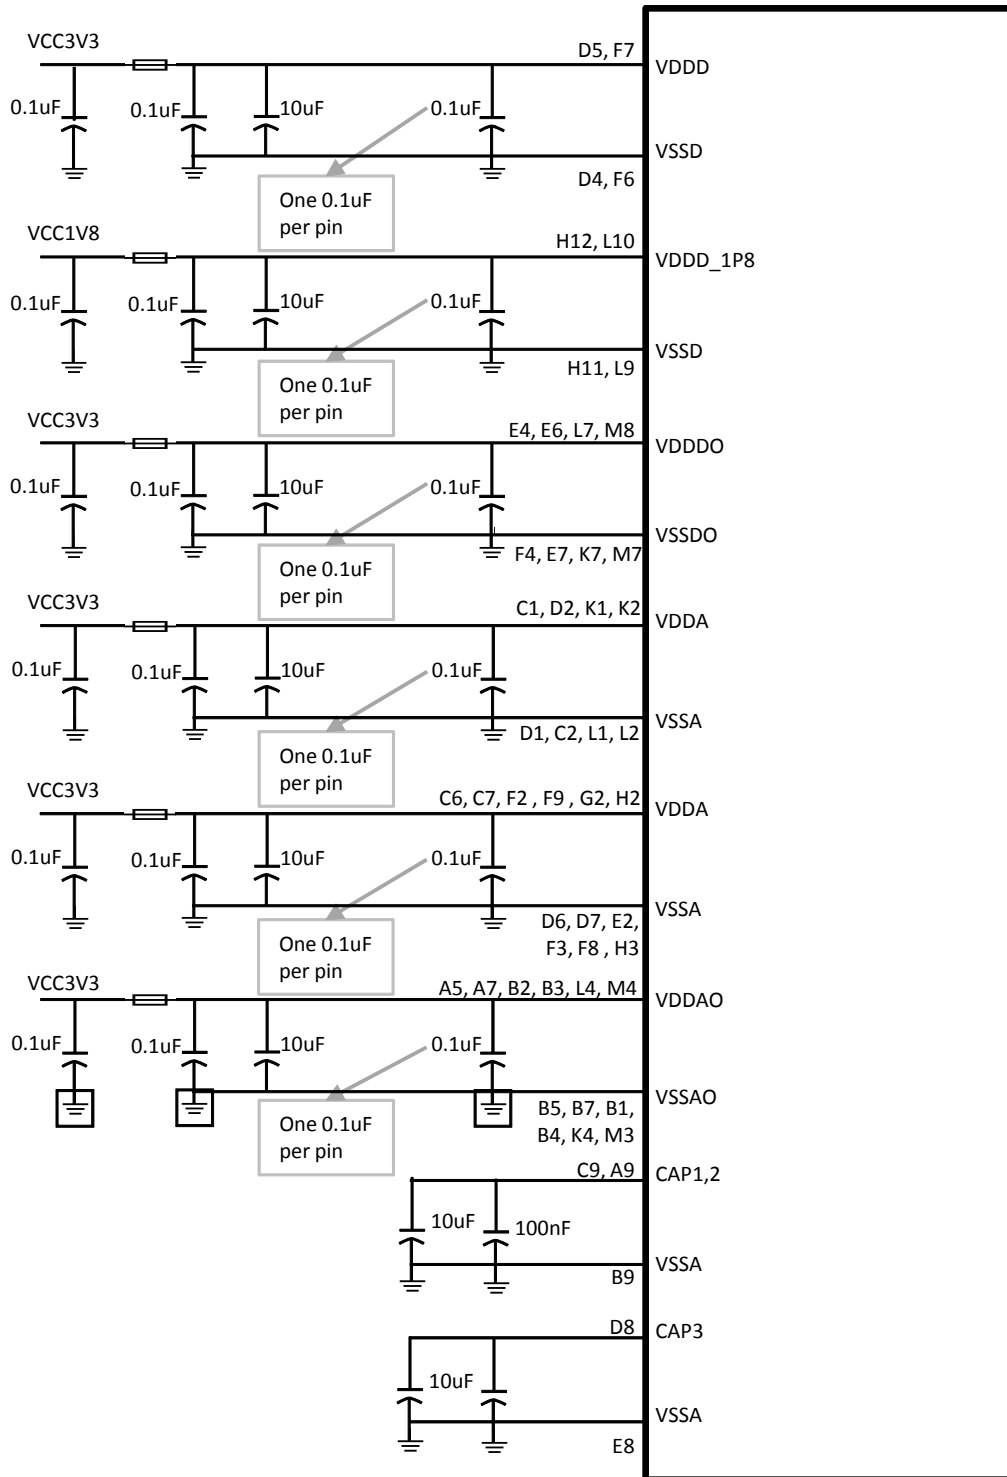 VCC3V3
D5, F7
VDDD
0.1uF
0.1uF
10uF
0.1uF
VSSD
D4, F6
One 0.1uF
per pin
VCC1V8
H12, L10
VDDD_1P8
0.1uF
0.1uF
10uF
0.1uF
VSSD
H11, L9
One 0.1uF
per pin
VCC3V3
E4, E6, L7, M8
VDDDO
0.1uF
0.1uF
10uF
0.1uF
VSSDO
F4, E7, K7, M7
One 0.1uF
per pin
VCC3V3
C1, D2, K1, K2
VDDA
0.1uF
0.1uF
10uF
0.1uF
VSSA
D1, C2, L1, L2
One 0.1uF
per pin
VCC3V3
C6, C7, F2 , F9 , G2, H2
VDDA
0.1uF
0.1uF
10uF
0.1uF
VSSA
D6, D7, E2,
F3, F8 , H3
One 0.1uF
per pin
VCC3V3
A5, A7, B2, B3, L4, M4
VDDAO
0.1uF
0.1uF
10uF
0.1uF
VSSAO
B5, B7, B1,
B4, K4, M3
One 0.1uF
per pin
C9, A9
CAP1,2
10uF
100nF
VSSA
B9
D8
CAP3
10uF
VSSA
E8